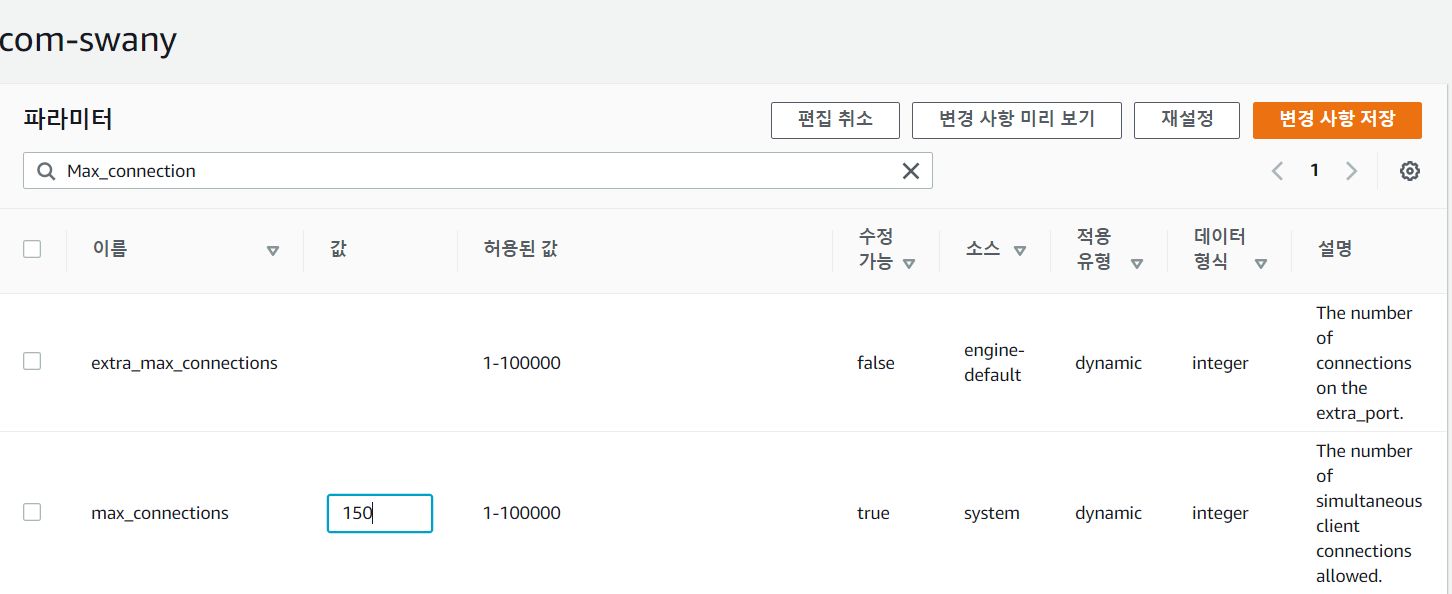 com-swany
파라미터
편집 취소
변경 사항 미리 보기
재설정
변경 사항 저장
Max_connection
1
이름
값
허용된 값
수정
가능
소스
적용
유형
데이터
형식
설명
extra_max_connections
1-100000
false
engine-
default
dynamic
integer
The number
of
connections
on the
extra_port.
max_connections
150
1-100000
true
system
dynamic
integer
The number
of
simultaneous
client
connections
allowed.